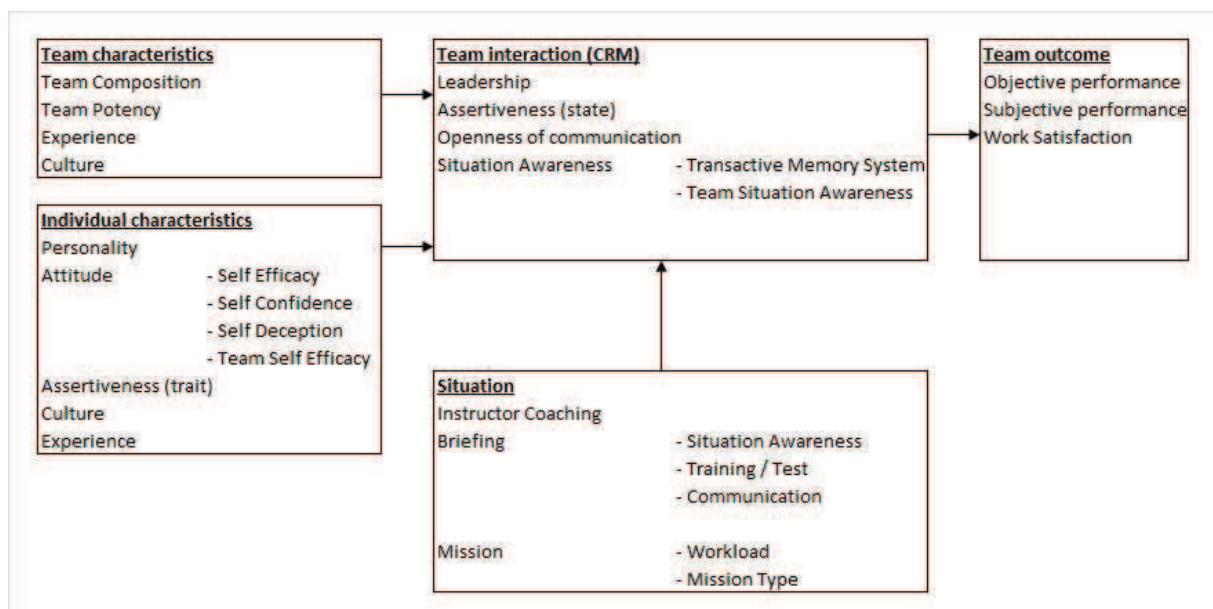 Team characteristics
Team Composition
Team Potency
Experience
Culture
Individual characteristics
Personality
Attitude - Self Efficacy
- Self Confidence
- Self Deception
- Team Self Efficacy
Assertiveness (trait)
Culture
Experience
Team interaction (CRM)
Leadership
Assertiveness (state)
Openness of communication
Situation Awareness - Transactive Memory System
- Team Situation Awareness
Situation
Instructor Coaching
Briefing - Situation Awareness
- Training / Test
- Communication
Mission - Workload
- Mission Type
Team outcome
Objective performance
Subjective performance
Work Satisfaction